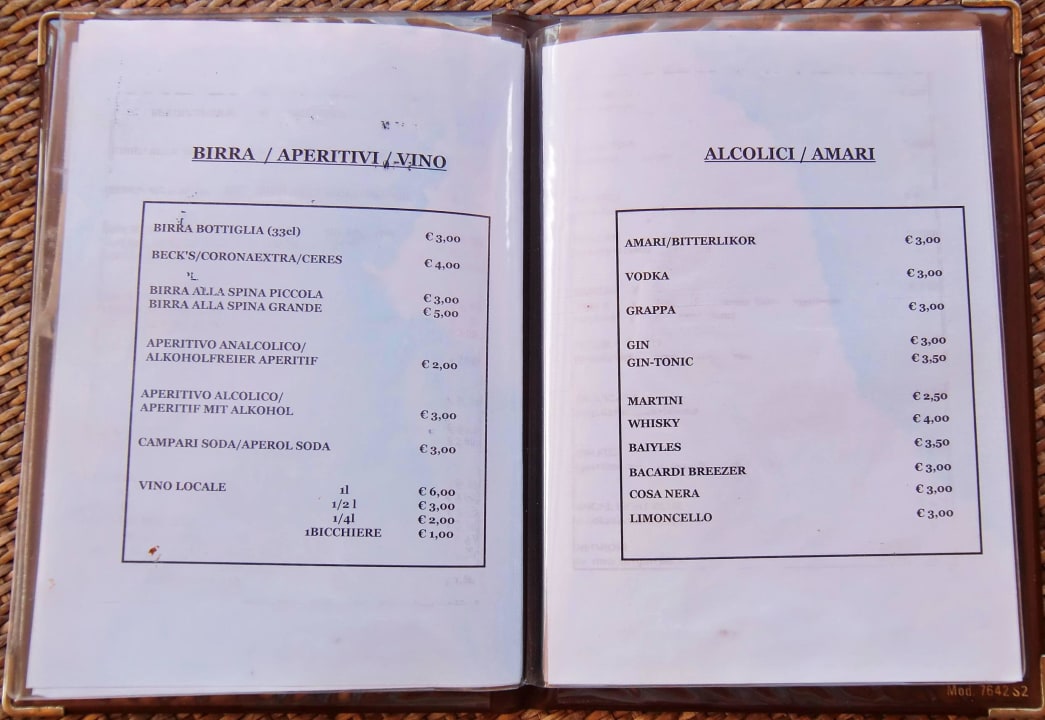 BIRRA / APERITIVI / VINO
BIRRA BOTTIGLIA (33cl) € 3,00
BECK'S/CORONAEXTRA/CERES € 4,00
BIRRA ALLA SPINA PICCOLA € 3,00
BIRRA ALLA SPINA GRANDE € 5,00
APERITIVO ANALCOLICO/
ALKOHOLFREIER APERITIF € 2,00
APERITIVO ALCOLICO/
APERITIF MIT ALKOHOL € 3,00
CAMPARI SODA/APEROL SODA € 3,00
VINO LOCALE 1l € 6,00
1/2 l € 3,00
1/4l € 2,00
1BICCHIERE € 1,00
ALCOLICI / AMARI
AMARI/BITTERLIKOR € 3,00
VODKA € 3,00
GRAPPA € 3,00
GIN € 3,00
GIN-TONIC € 3,50
MARTINI € 2,50
WHISKY € 4,00
BAIYLES € 3,50
BACARDI BREEZER € 3,00
COSA NERA € 3,00
LIMONCELLO € 3,00
Mod. 7642 S2